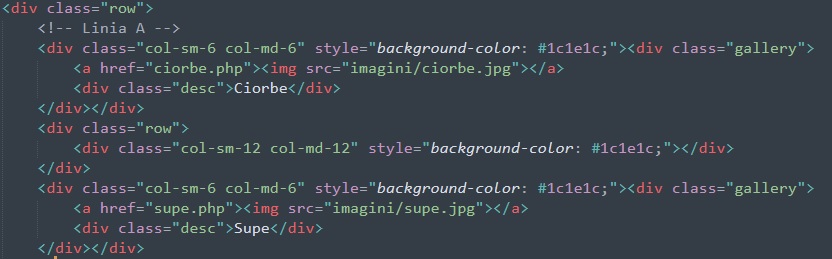 <div class="row">
<!-- Linia A -->
<div class="col-sm-6 col-md-6" style="background-color: #1c1e1c;"><div class="gallery">
<a href="ciorbe.php"><img src="imagini/ciorbe.jpg"></a>
<div class="desc">Ciorbe</div>
</div></div>
<div class="row">
<div class="col-sm-12 col-md-12" style="background-color: #1c1e1c;"></div>
</div>
<div class="col-sm-6 col-md-6" style="background-color: #1c1e1c;"><div class="gallery">
<a href="supe.php"><img src="imagini/supe.jpg"></a>
<div class="desc">Supe</div>
</div></div>